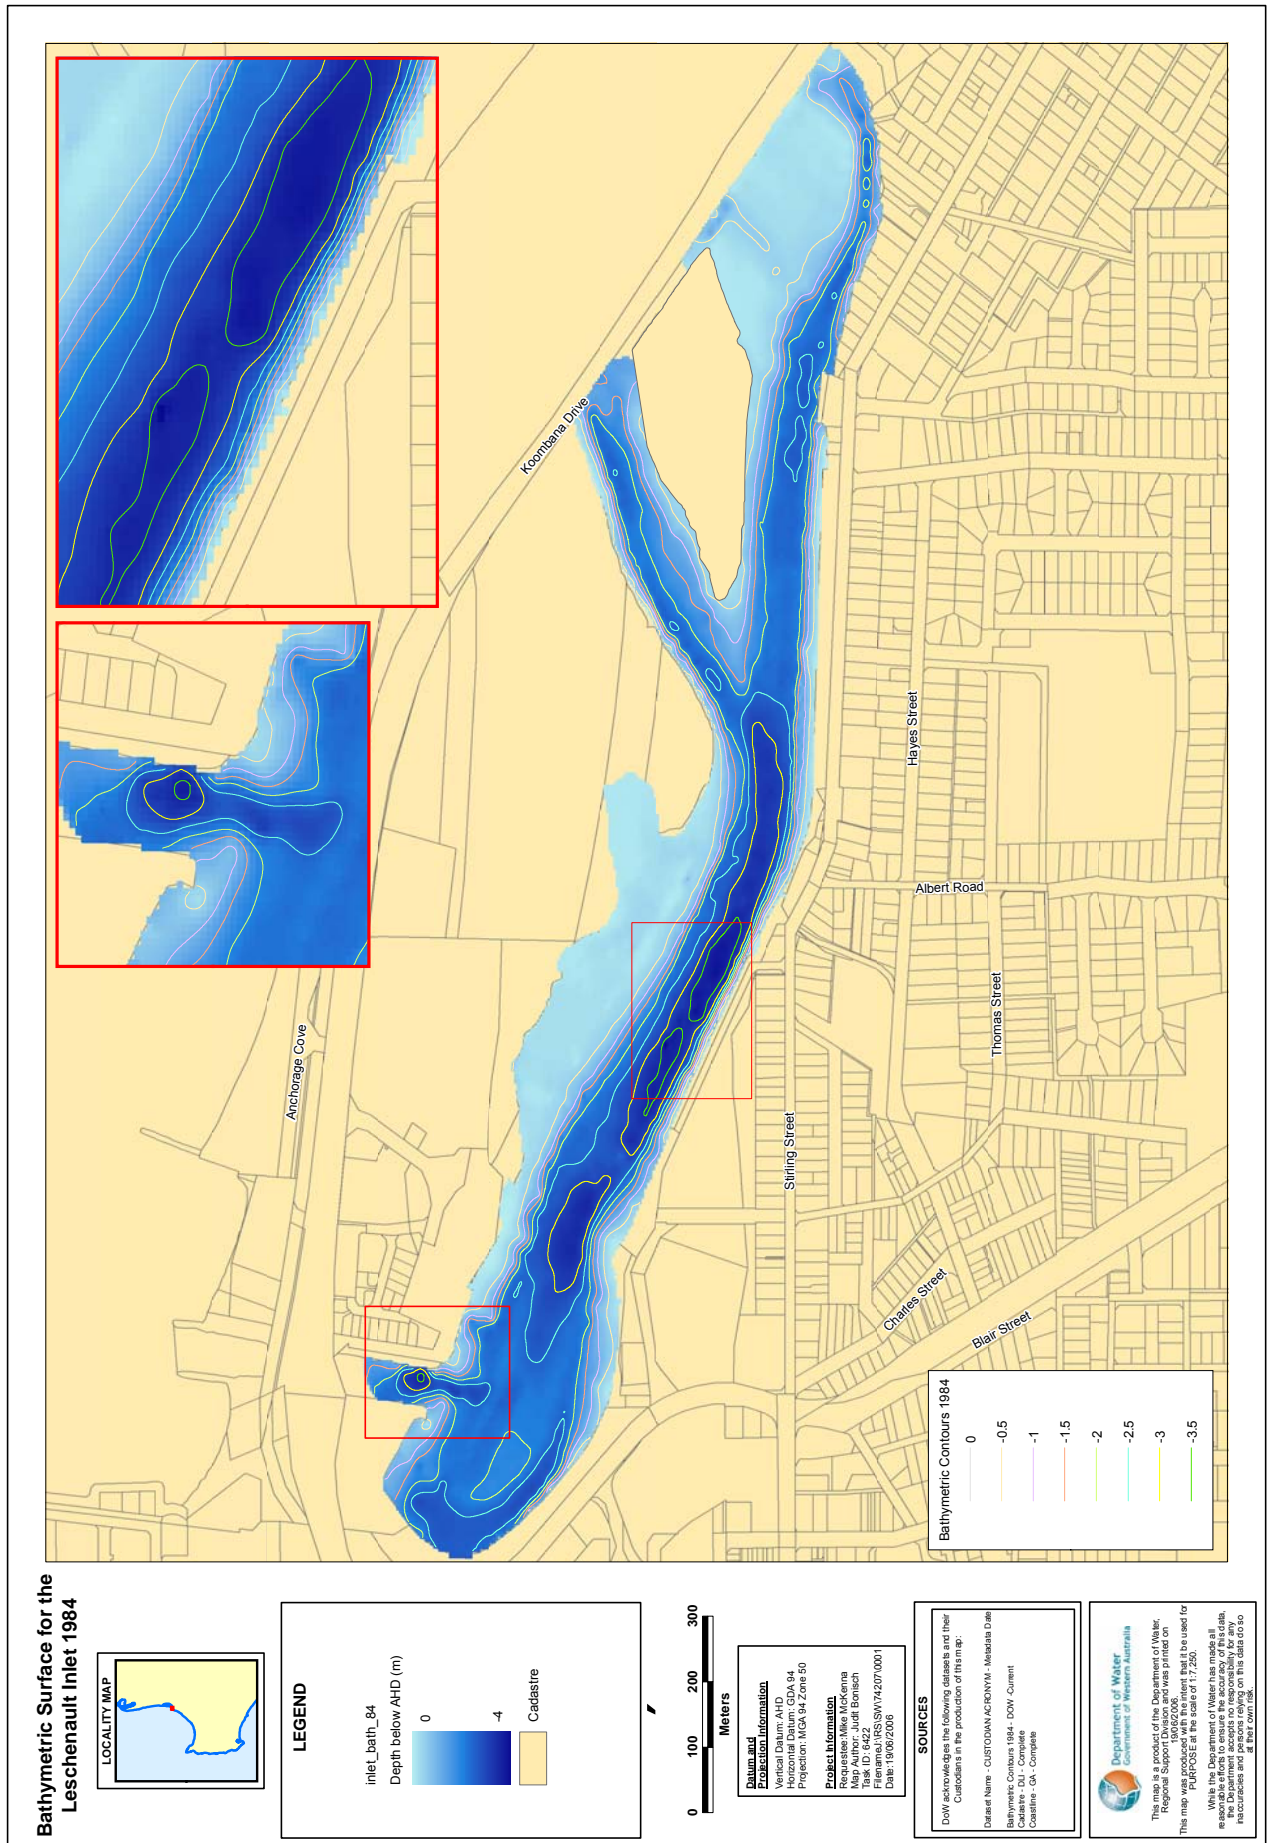 Bathymetric Surface for the
Leschenault Inlet 1984
LOCALITY MAP
LEGEND
inlet_bath_84
Depth below AHD (m)
0
-4
Cadastre
0
100
200
300
Meters
Datum and
Projection Information
Vertical Datum: AHD
Horizontal Datum: GDA 94
Projection: MGA 94 Zone 50
Project Information
Requestee:Mike McKenna
Map Author: Judit Bonisch
Task ID: 6422
Date:19/06/2006
SOURCES
DoW acknowledges the following datasets and their
Custodians in the production of this map:
Dataset Name - CUSTODIAN ACRONYM - Metadata Date
Bathymetric Contours 1984 - DOW -Current
Cadastre - DLI - Complete
Coastline - GA - Complete
Department of Water
Government of Western Australia
This map is a product of the Department of Water,
Regional Support Division and was printed on
19/06/2006.
This map was produced with the intent that it be used for
PURPOSE at the scale of 1:7,250.
While the Department of Water has made all
reasonable efforts to ensure the accuracy of this data,
the Department accepts no responsibility for any
inaccuracies and persons relying on this data do so
at their own risk.
Anchorage Cove
Koombana Drive
Stirling Street
Charles Street
Blair Street
Thomas Street
Albert Road
Hayes Street
Bathymetric Contours 1984
0
-0.5
-1
-1.5
-2
-2.5
-3
-3.5